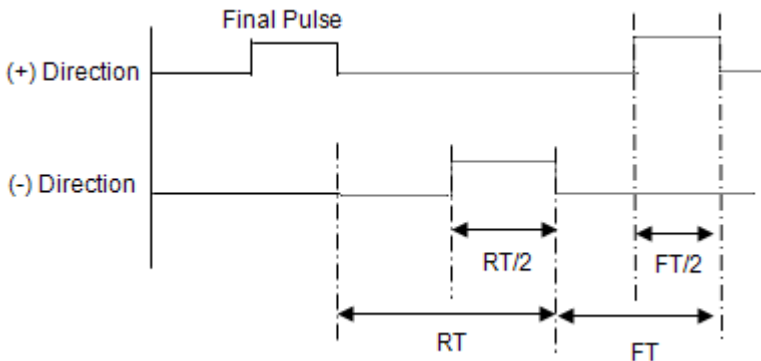 Final Pulse
(+) Direction
(-) Direction
RT/2
FT/2
RT
FT